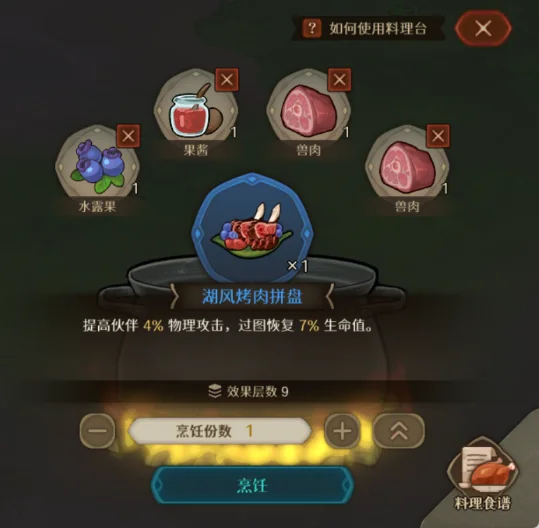 ? 如何使用料理台
1
果酱
1
兽肉
1
水露果
1
兽肉
×1
湖风烤肉拼盘
提高伙伴 4% 物理攻击，过图恢复 7% 生命值。
效果层数 9
烹饪份数 1
烹饪
料理食谱